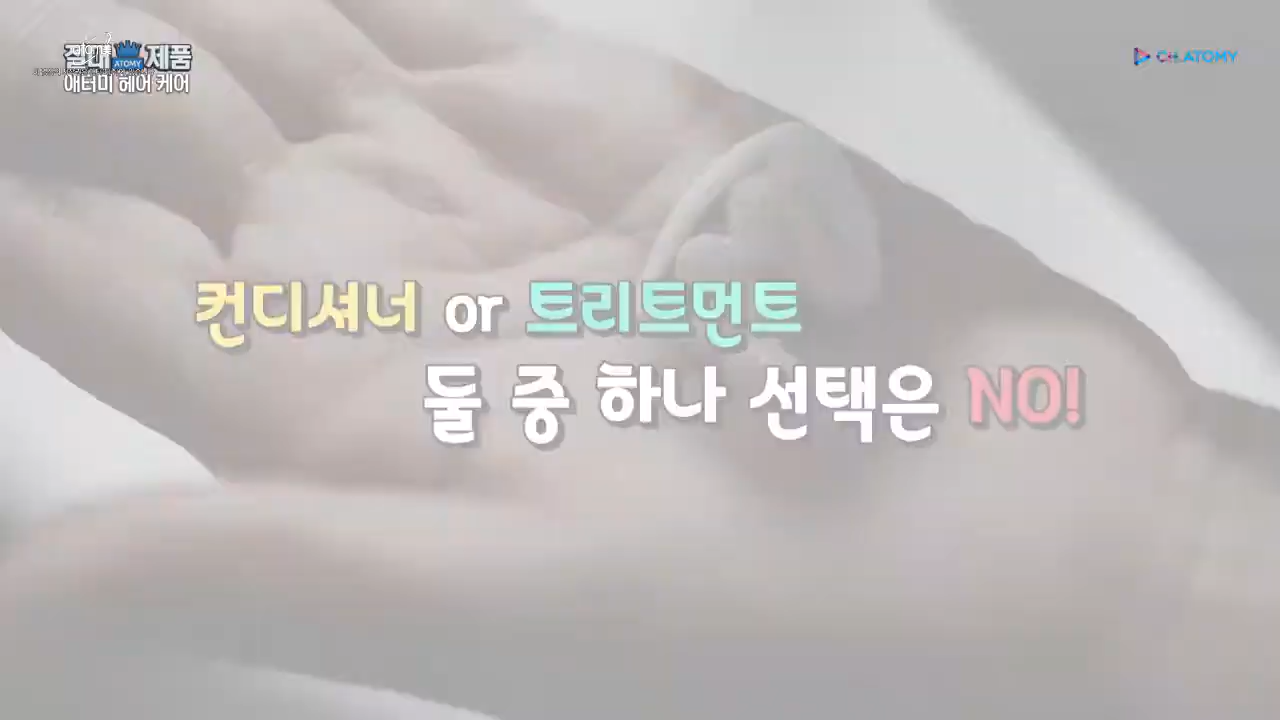 절대 ATOMY 제품
애터미 헤어 케어
CH.ATOMY
컨디셔너 or 트리트먼트
둘 중 하나 선택은 NO!